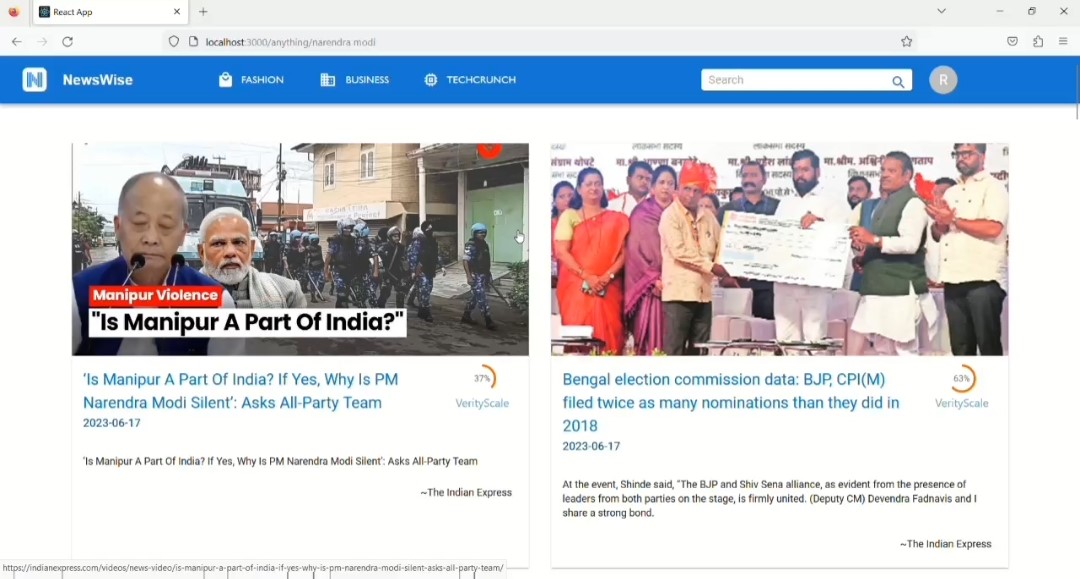 React App
localhost:3000/anything/narendra modi
NewsWise
FASHION
BUSINESS
TECHCRUNCH
Search
R
Manipur Violence
"Is Manipur A Part Of India?"
'Is Manipur A Part Of India? If Yes, Why Is PM
Narendra Modi Silent': Asks All-Party Team
37%
VerityScale
2023-06-17
'Is Manipur A Part Of India? If Yes, Why Is PM Narendra Modi Silent': Asks All-Party Team
~The Indian Express
Bengal election commission data: BJP, CPI(M)
filed twice as many nominations than they did in
2018
63%
VerityScale
2023-06-17
At the event, Shinde said, "The BJP and Shiv Sena alliance, as evident from the presence of
leaders from both parties on the stage, is firmly united. (Deputy CM) Devendra Fadnavis and I
share a strong bond.
~The Indian Express
https://indianexpress.com/videos/news-video/is-manipur-a-part-of-india-if-yes-why-is-pm-narendra-modi-silent-asks-all-party-team/